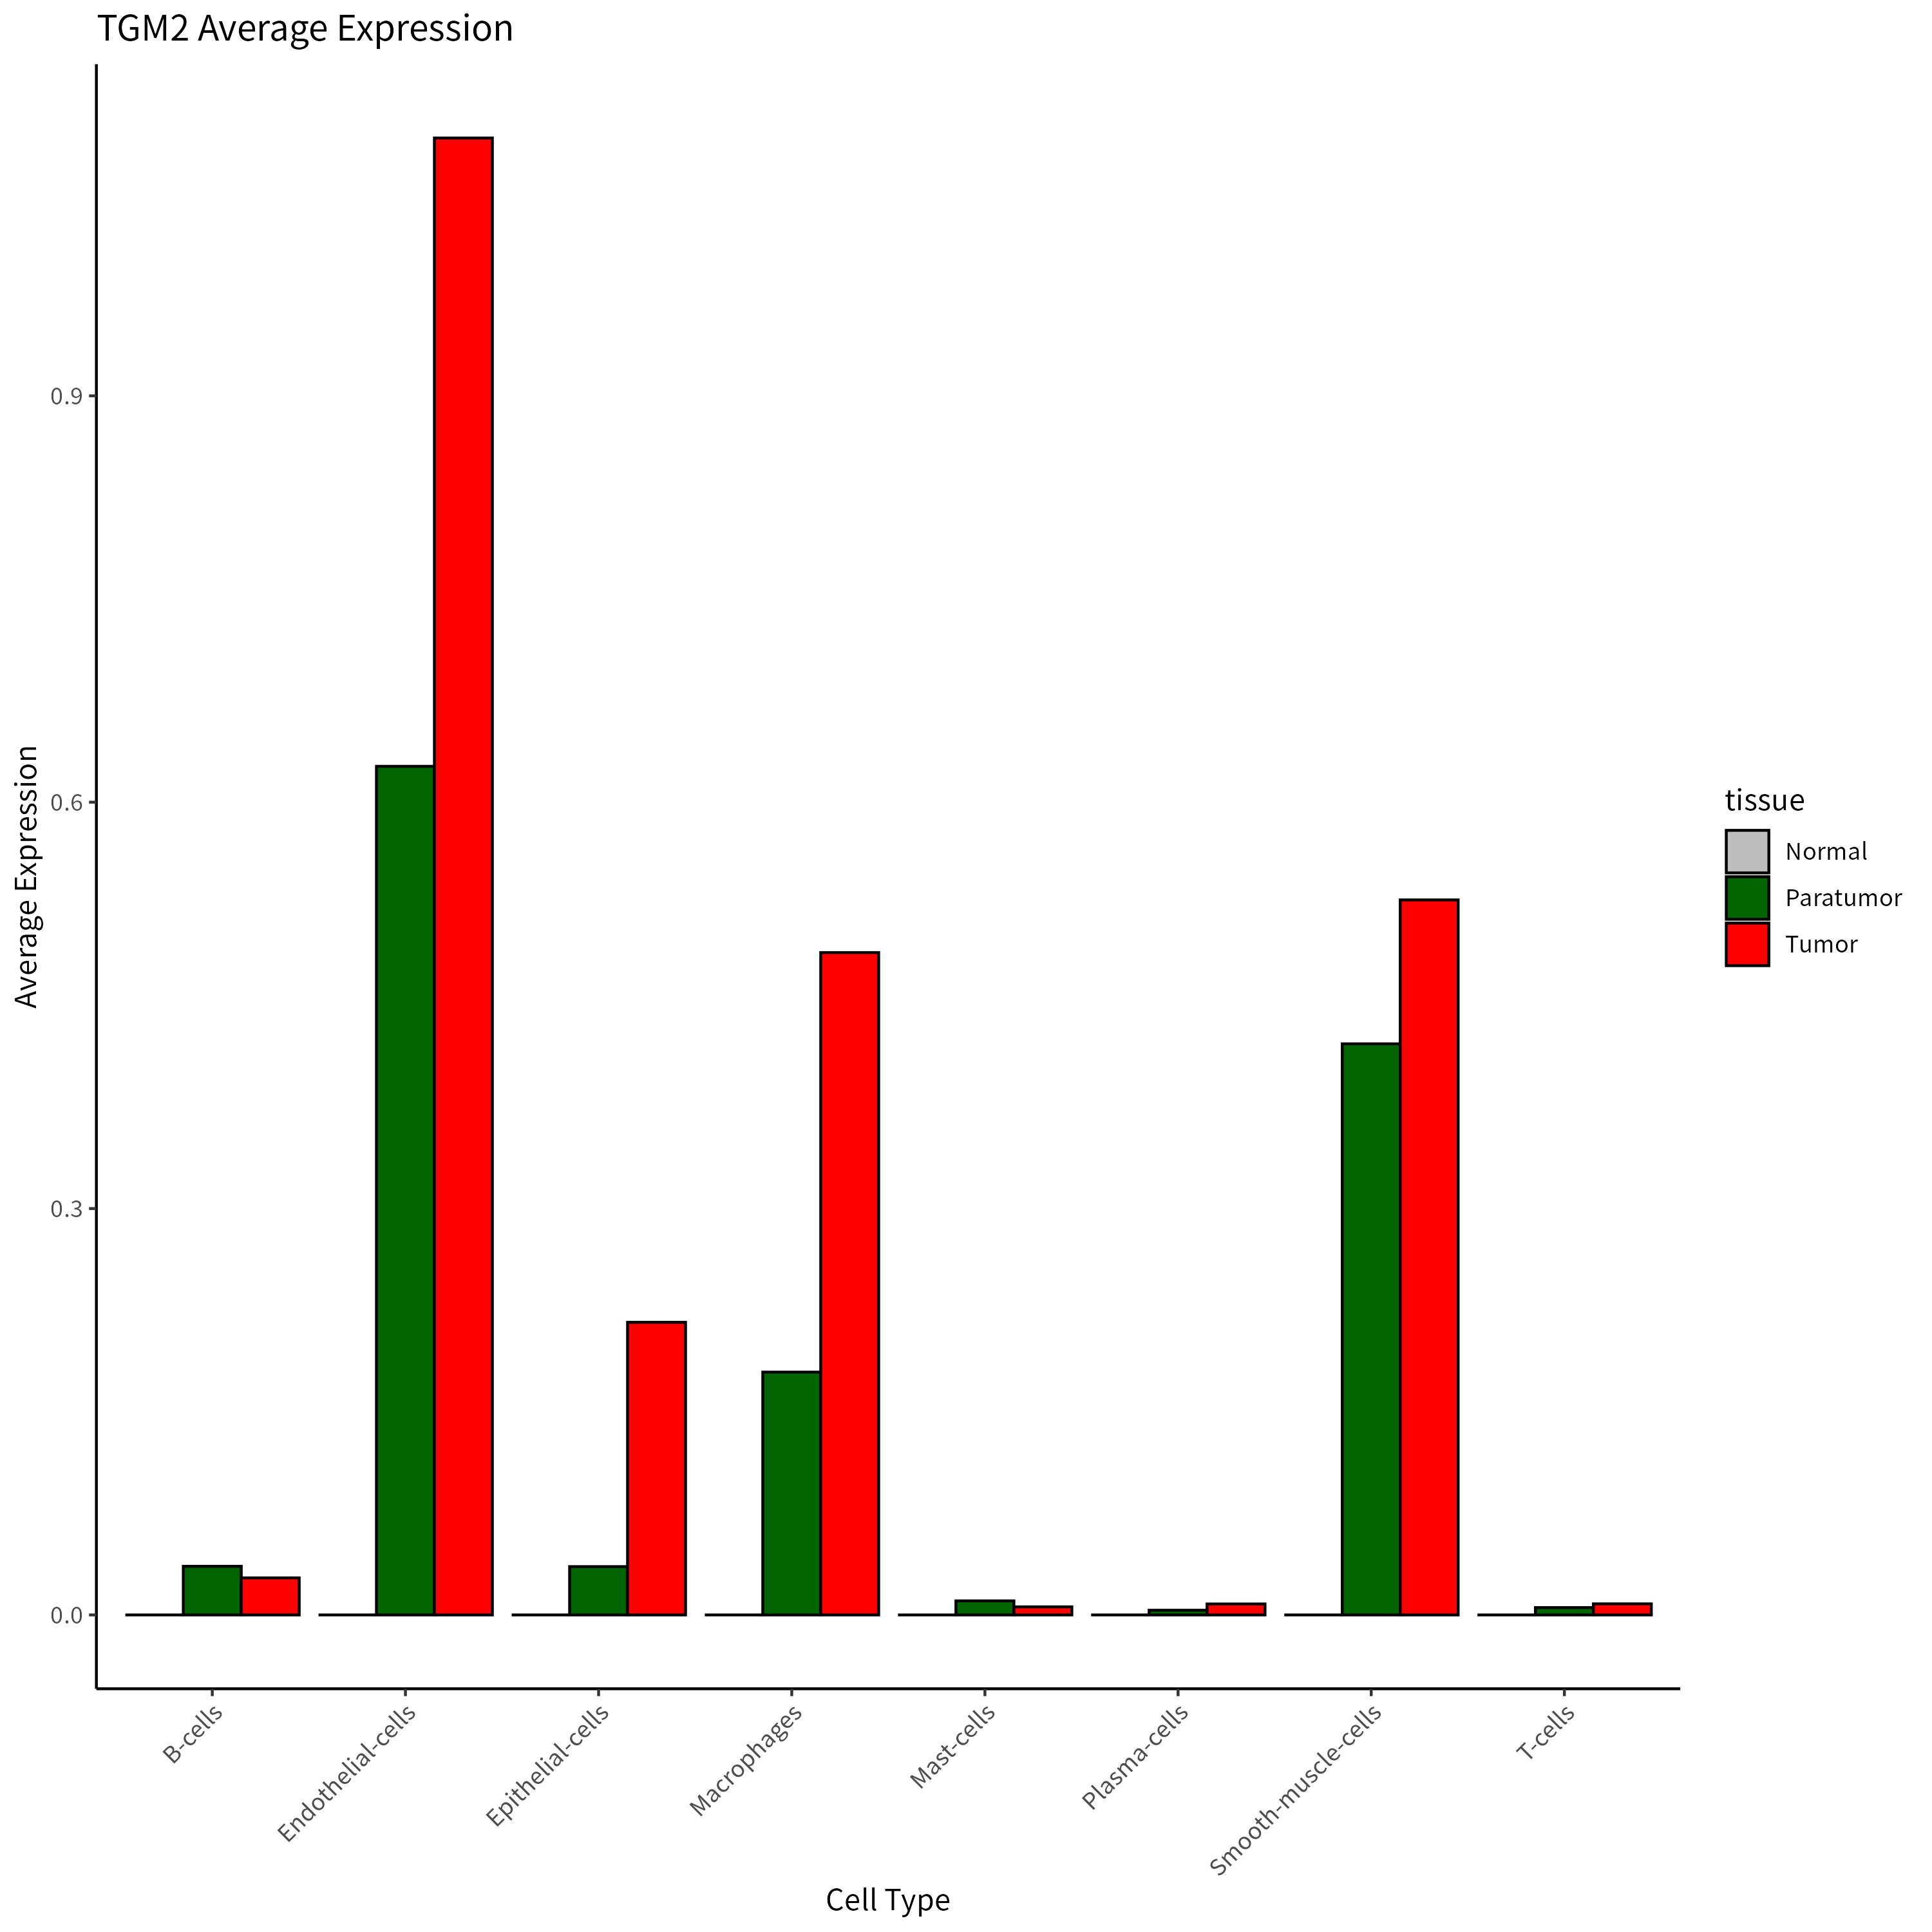 TGM2 Average Expression
Average Expression
0.9
0.6
0.3
0.0
B-cells
Endothelial-cells
Epithelial-cells
Macrophages
Mast-cells
Plasma-cells
Smooth-muscle-cells
T-cells
Cell Type
tissue
Normal
Paratumor
Tumor